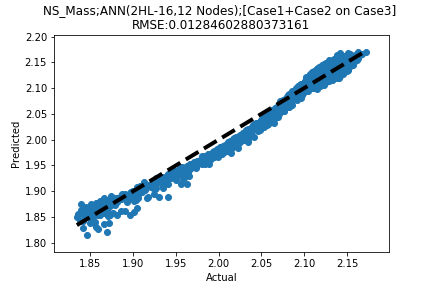 NS_Mass;ANN(2HL-16,12 Nodes);[Case1+Case2 on Case3]
RMSE:0.01284602880373161
2.20
2.15
2.10
2.05
2.00
1.95
1.90
1.85
1.80
Predicted
1.85 1.90 1.95 2.00 2.05 2.10 2.15
Actual